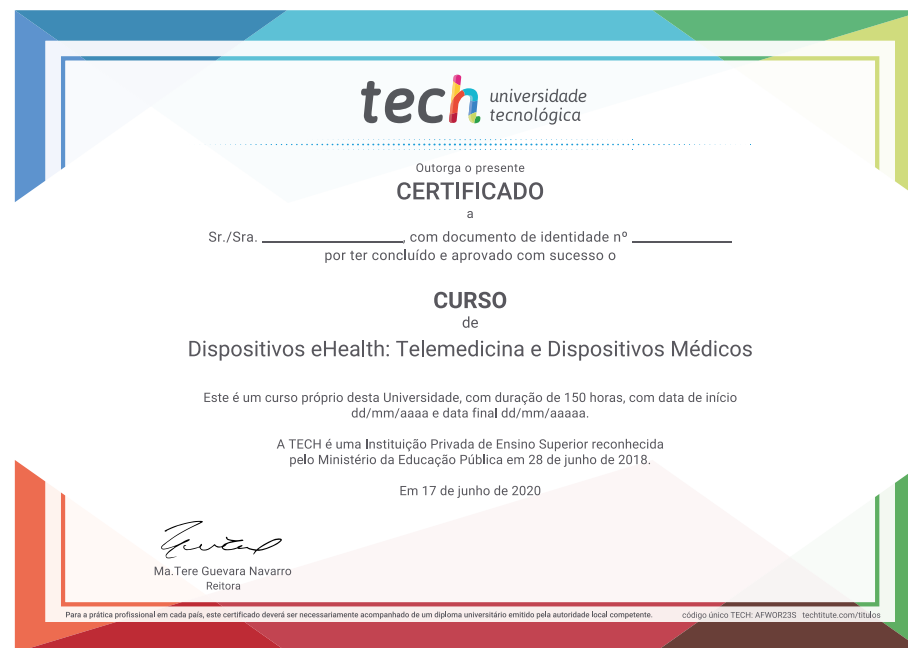 tech universidade
tecnológica
Outorga o presente
CERTIFICADO
a
Sr./Sra. ____________, com documento de identidade nº ____________
por ter concluído e aprovado com sucesso o
CURSO
de
Dispositivos eHealth: Telemedicina e Dispositivos Médicos
Este é um curso próprio desta Universidade, com duração de 150 horas, com data de início
dd/mm/aaaa e data final dd/mm/aaaaa.
A TECH é uma Instituição Privada de Ensino Superior reconhecida
pelo Ministério da Educação Pública em 28 de junho de 2018.
Em 17 de junho de 2020
Ma.Tere Guevara Navarro
Reitora
Para a prática profissional em cada país, este certificado deverá ser necessariamente acompanhado de um diploma universitário emitido pela autoridade local competente. código único TECH: AFWOR23S techtitute.com/titulos